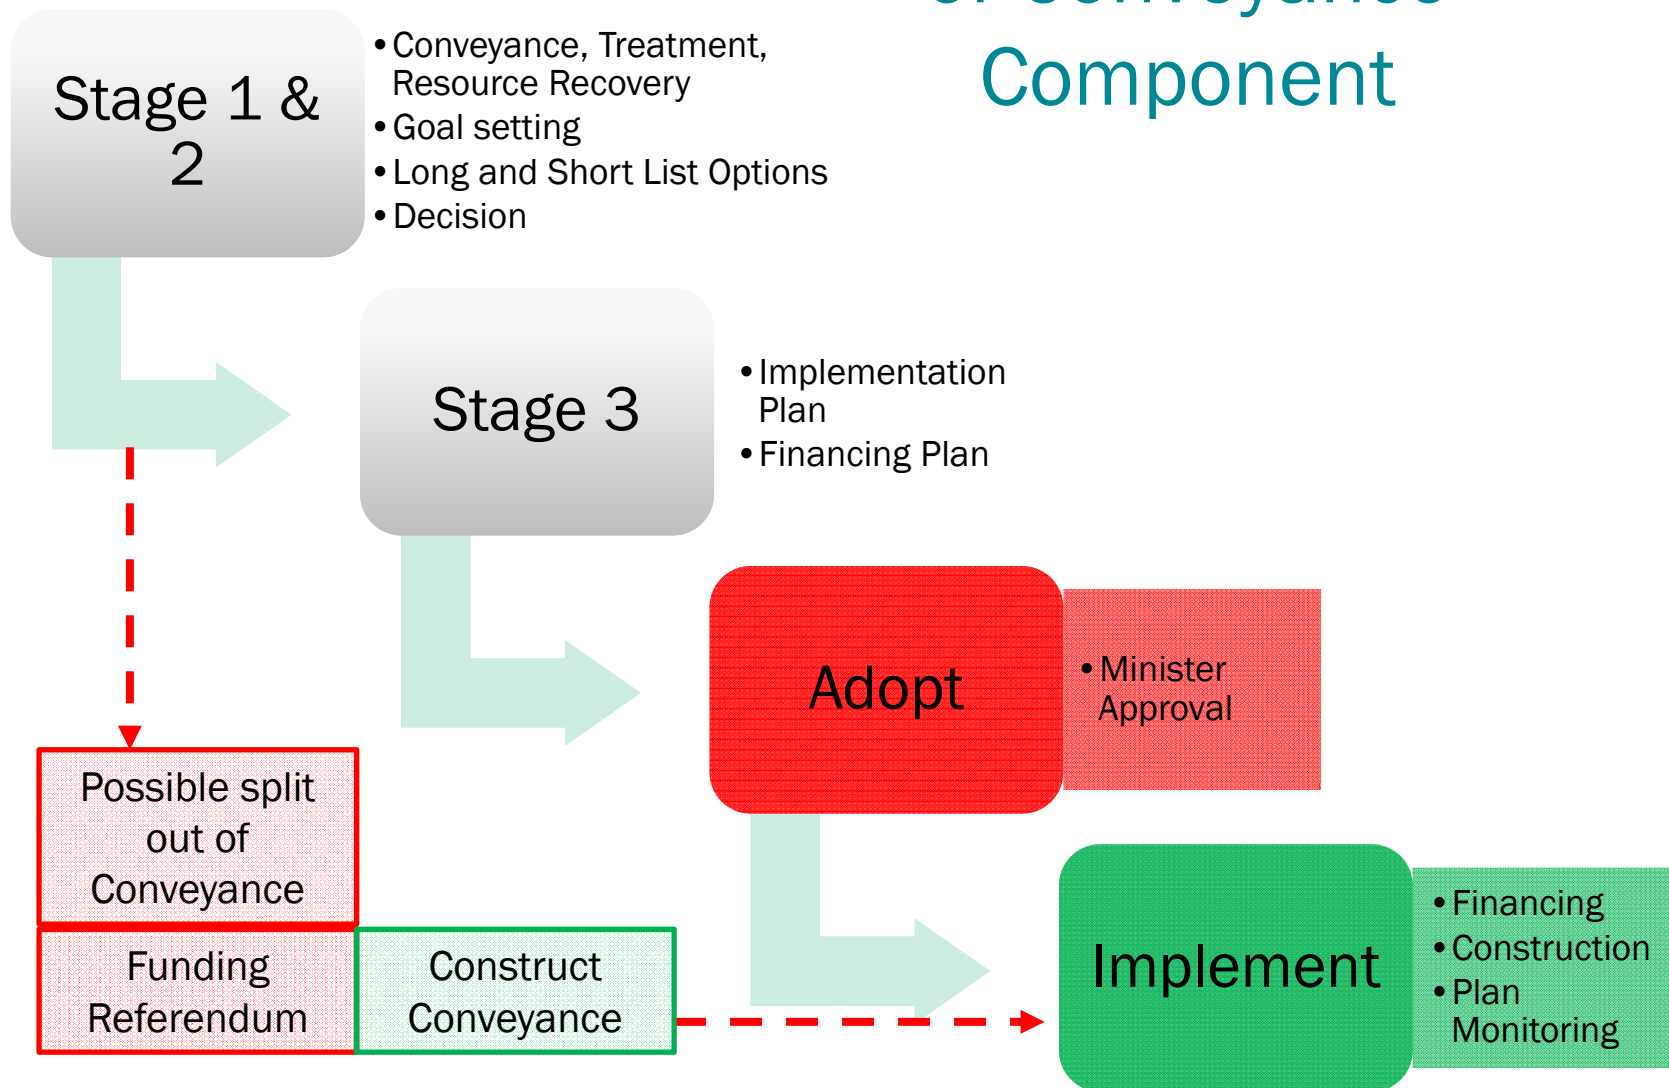 Component
Stage 1 &
2
• Conveyance, Treatment,
Resource Recovery
• Goal setting
• Long and Short List Options
• Decision
Stage 3
• Implementation
Plan
• Financing Plan
Adopt
• Minister
Approval
Possible split
out of
Conveyance
Funding
Referendum
Construct
Conveyance
Implement
• Financing
• Construction
• Plan
Monitoring